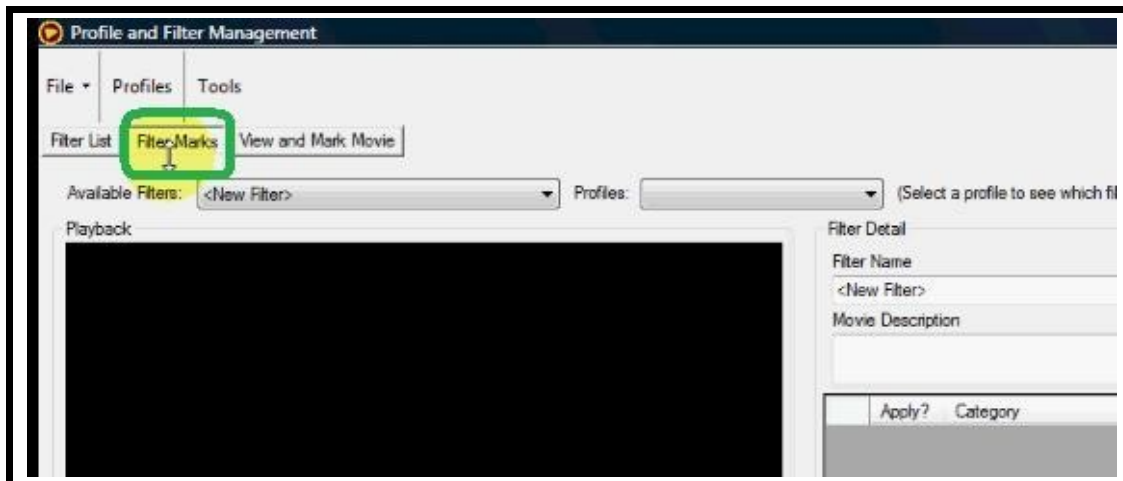 Profile and Filter Management
File Profiles Tools
Filter List Filter Marks View and Mark Movie
Available Filters: <New Filter> Profiles: (Select a profile to see which fil
Playback Filter Detail
Filter Name
<New Filter>
Movie Description
Apply? Category